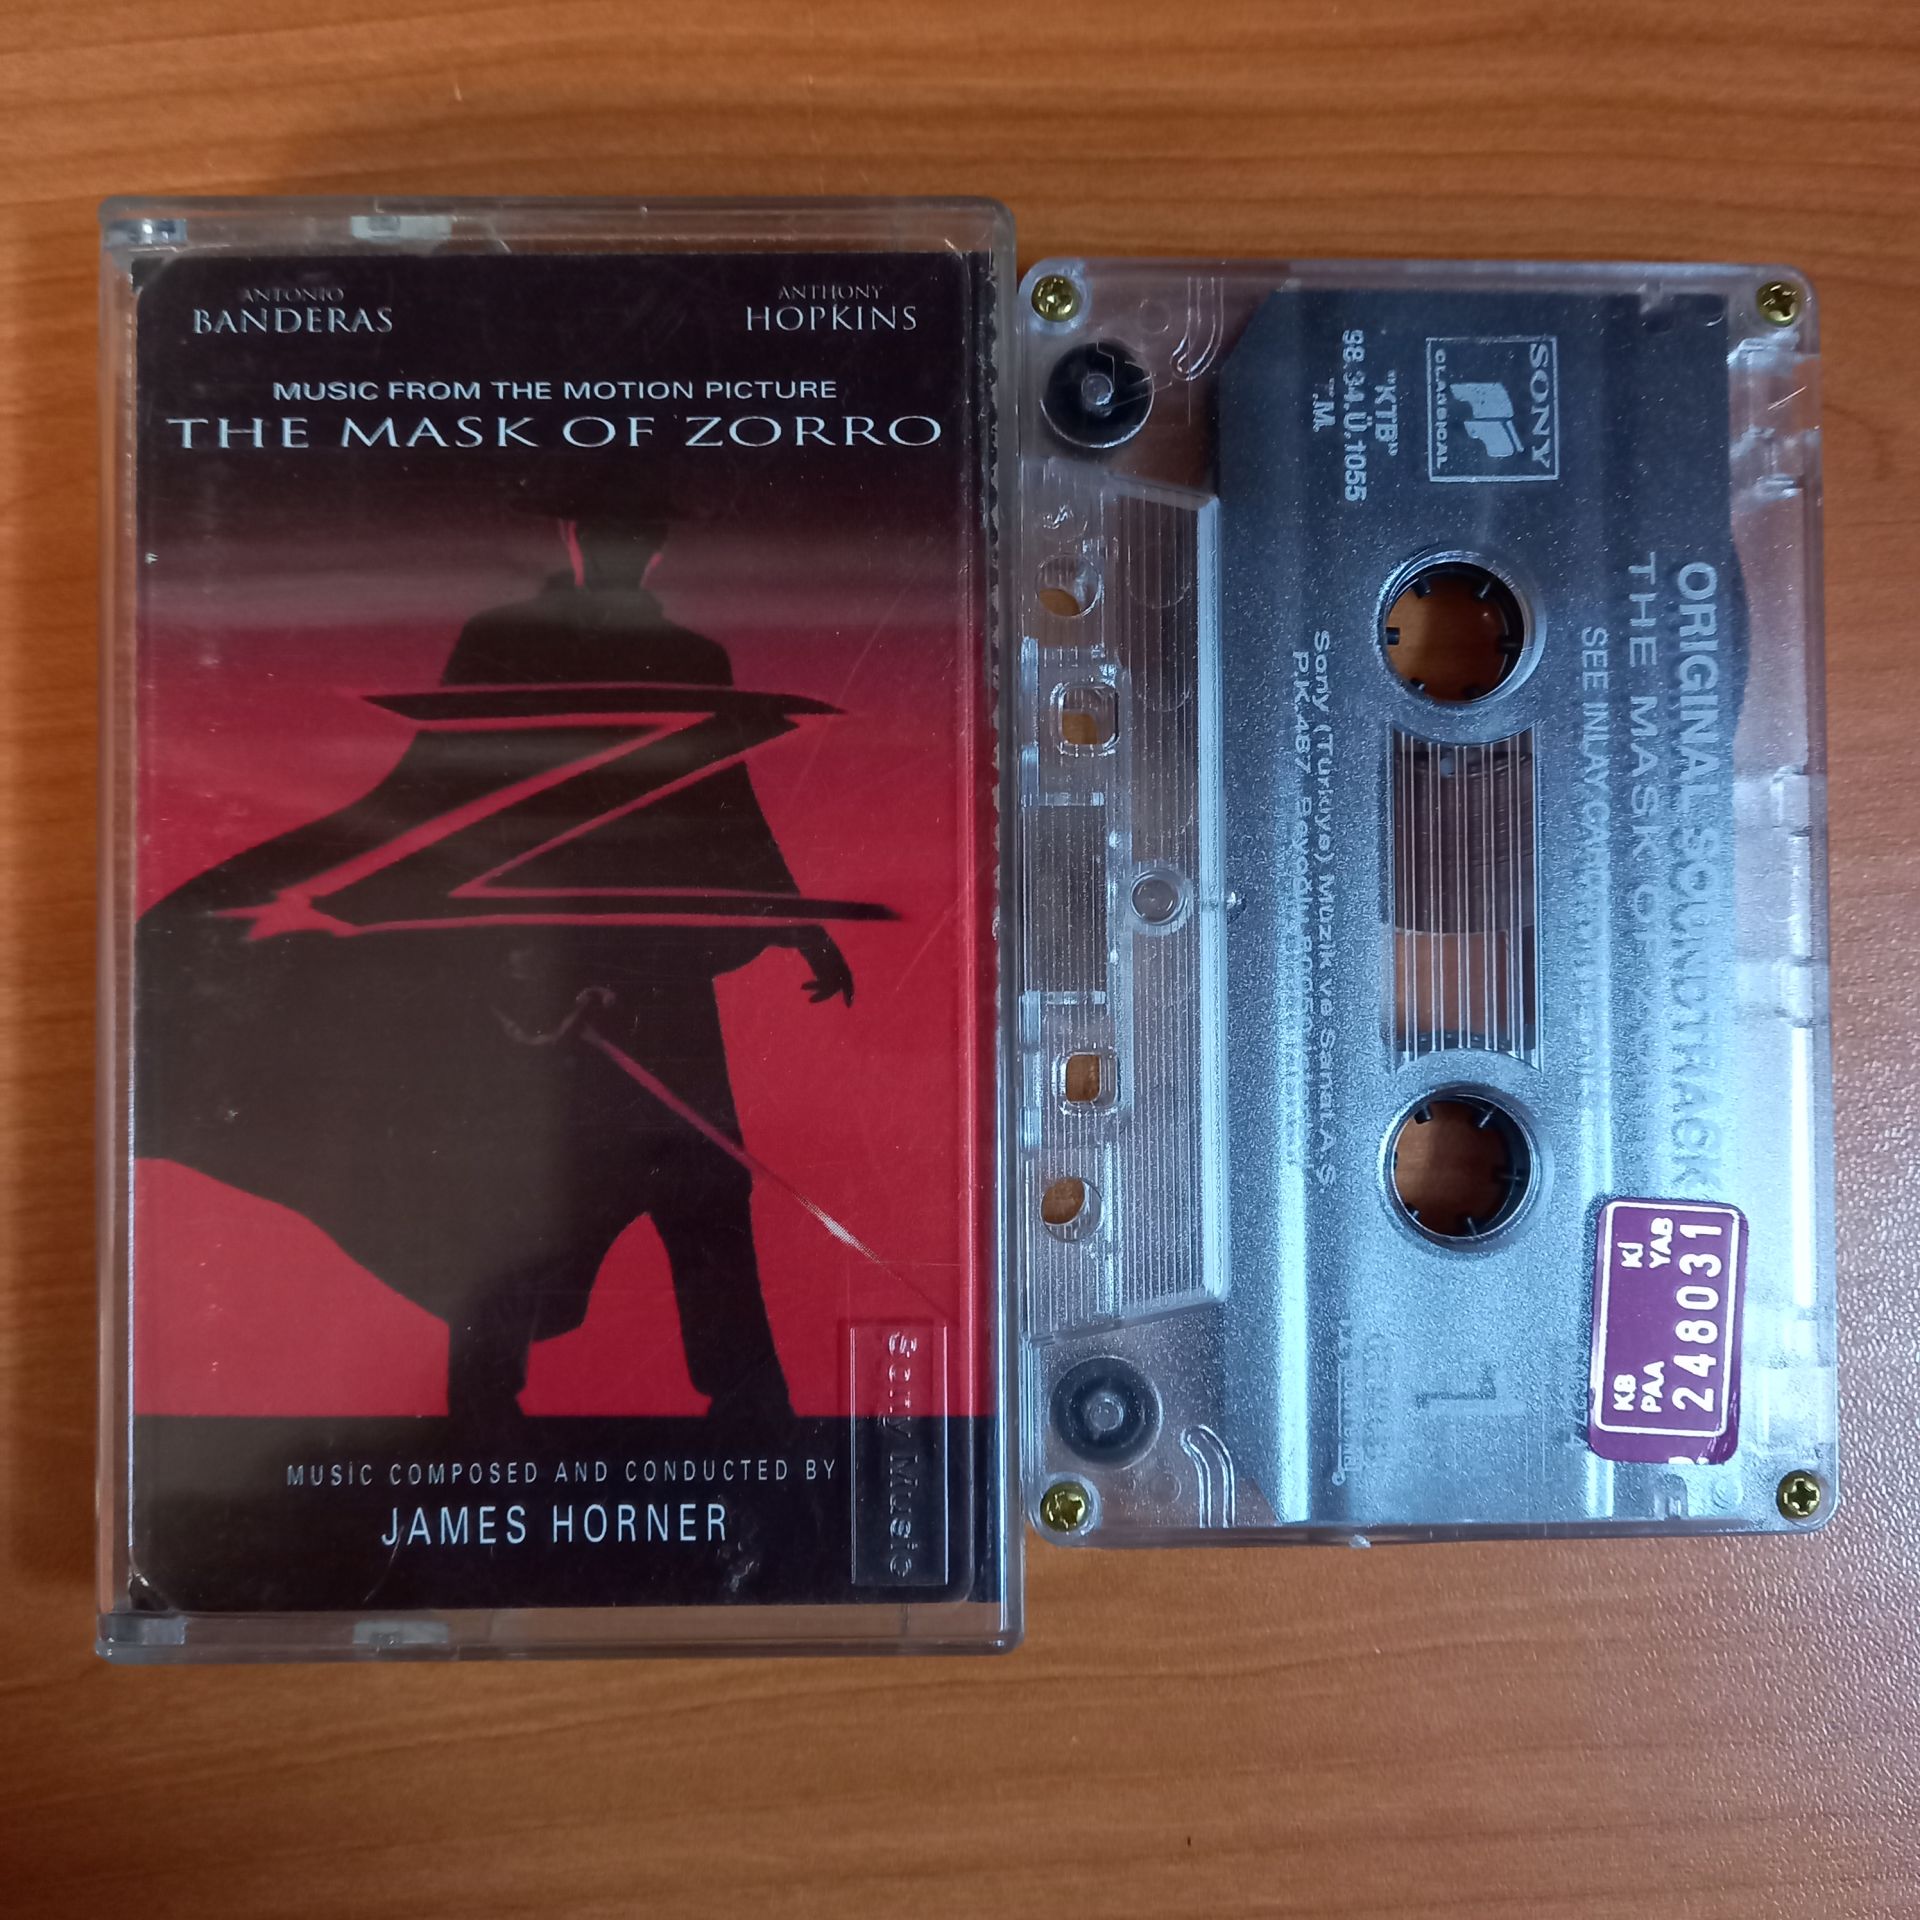 ANTONIO
BANDERAS
ANTHONY
HOPKINS
MUSIC FROM THE MOTION PICTURE
THE MASK OF ZORRO
MUSIC COMPOSED AND CONDUCTED BY
JAMES HORNER
Sony Music
SONY
CLASSICAL
"KTB"
98.34.Ü.1055
T.M.
ORIGINAL SOUNDTRACK
THE MASK OF
SEE INLAY CARD
Sony (Türkiye) Müzik ve Sanatı A.Ş
P.K. 487
1
KB Kİ
PAA YAB
248031